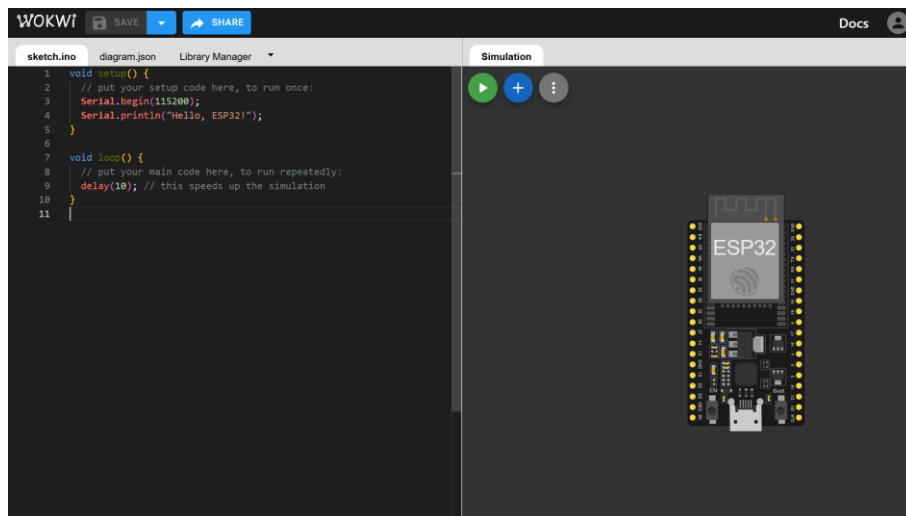 WOKWI SAVE SHARE Docs
sketch.ino diagram.json Library Manager
1 void setup() {
2 // put your setup code here, to run once:
3 Serial.begin(115200);
4 Serial.println("Hello, ESP32!");
5 }
6
7 void loop() {
8 // put your main code here, to run repeatedly:
9 delay(10); // this speeds up the simulation
10 }
11
Simulation
ESP32
EN Boot